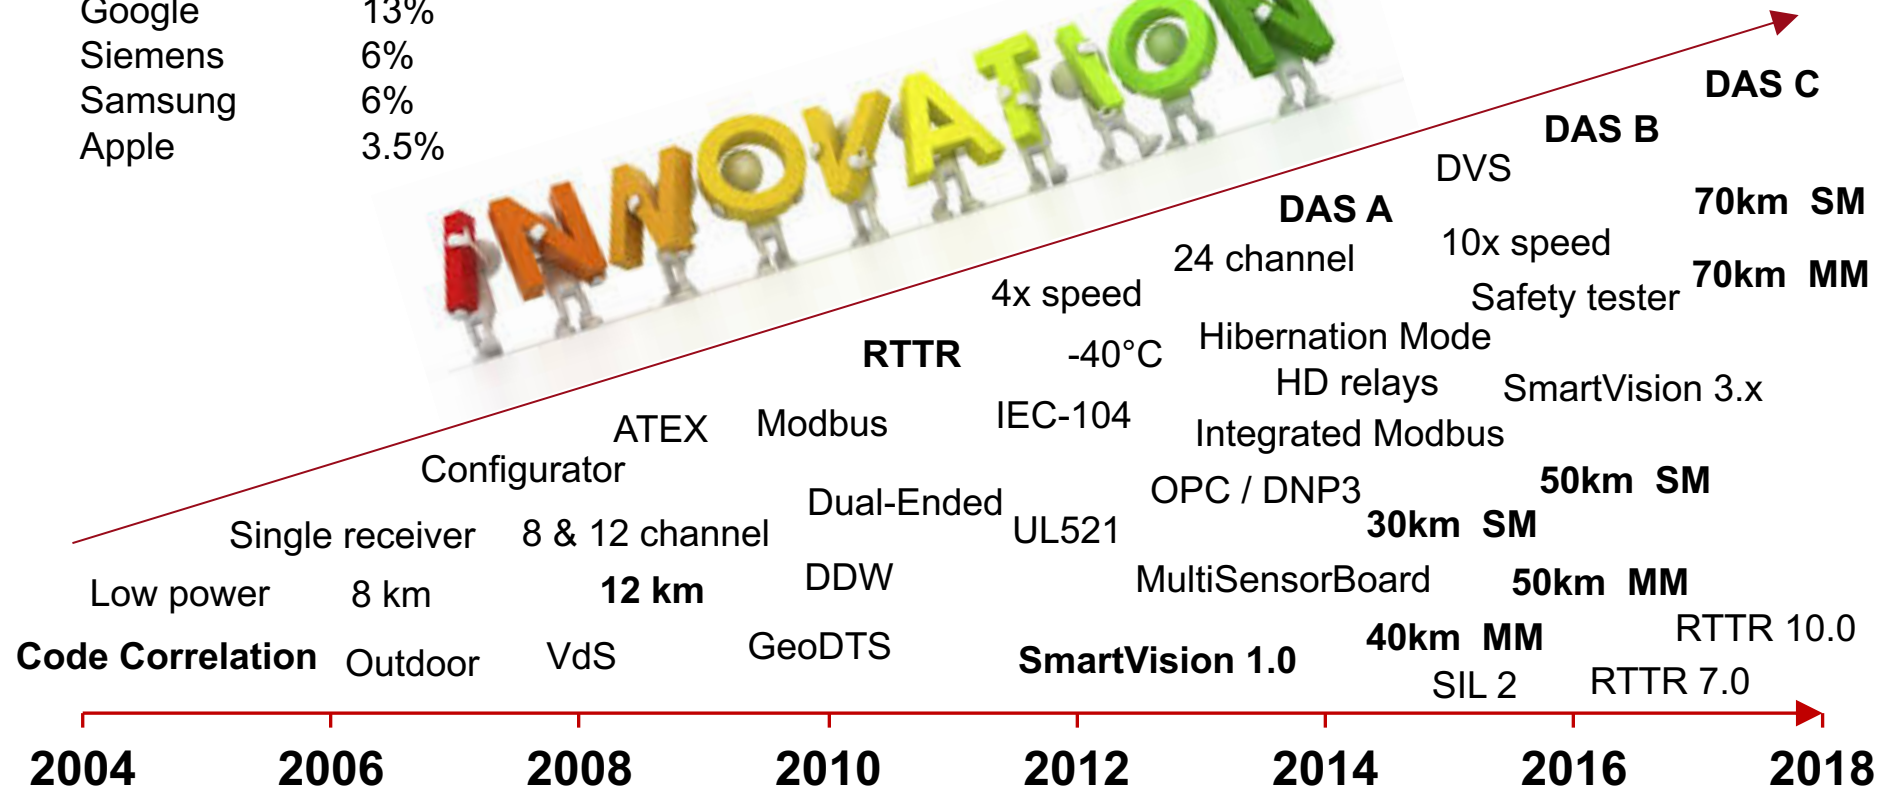 Google 13%
Siemens 6%
Samsung 6%
Apple 3.5%
INNOVATION
DAS C
DAS B
DVS
DAS A
70km SM
24 channel
10x speed
70km MM
4x speed
Safety tester
Hibernation Mode
RTTR
-40°C
HD relays
SmartVision 3.x
ATEX
Modbus
IEC-104
Integrated Modbus
Configurator
Dual-Ended
OPC / DNP3
50km SM
Single receiver
8 & 12 channel
UL521
30km SM
Low power
8 km
12 km
DDW
MultiSensorBoard
50km MM
Code Correlation
Outdoor
VdS
GeoDTS
SmartVision 1.0
40km MM
RTTR 10.0
SIL 2
RTTR 7.0
2004 2006 2008 2010 2012 2014 2016 2018